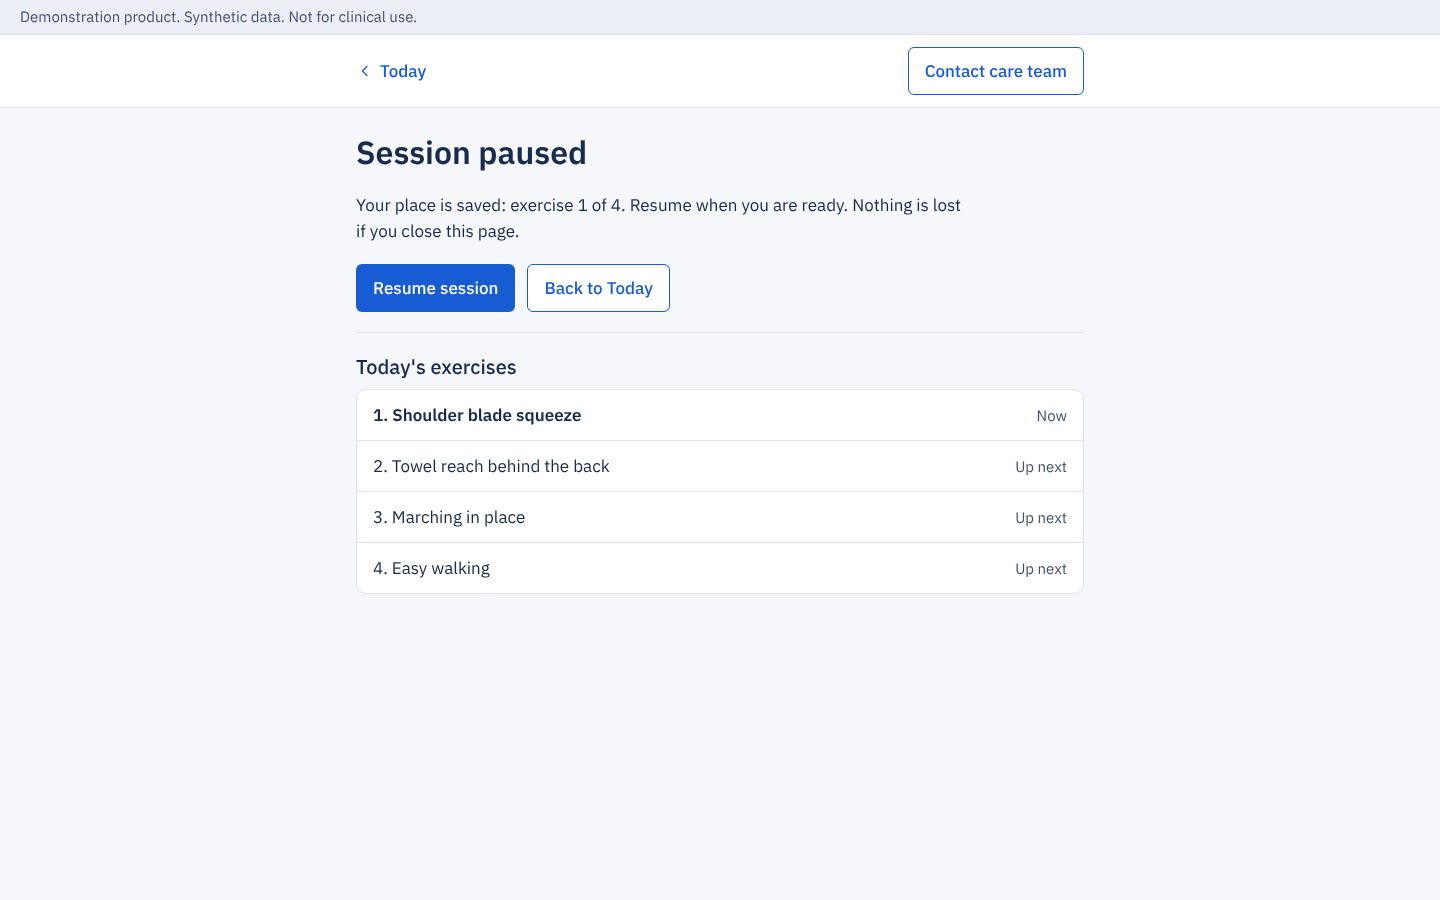 Demonstration product. Synthetic data. Not for clinical use.
Today
Contact care team
Session paused
Your place is saved: exercise 1 of 4. Resume when you are ready. Nothing is lost
if you close this page.
Resume session
Back to Today
Today's exercises
1. Shoulder blade squeeze
Now
2. Towel reach behind the back
Up next
3. Marching in place
Up next
4. Easy walking
Up next